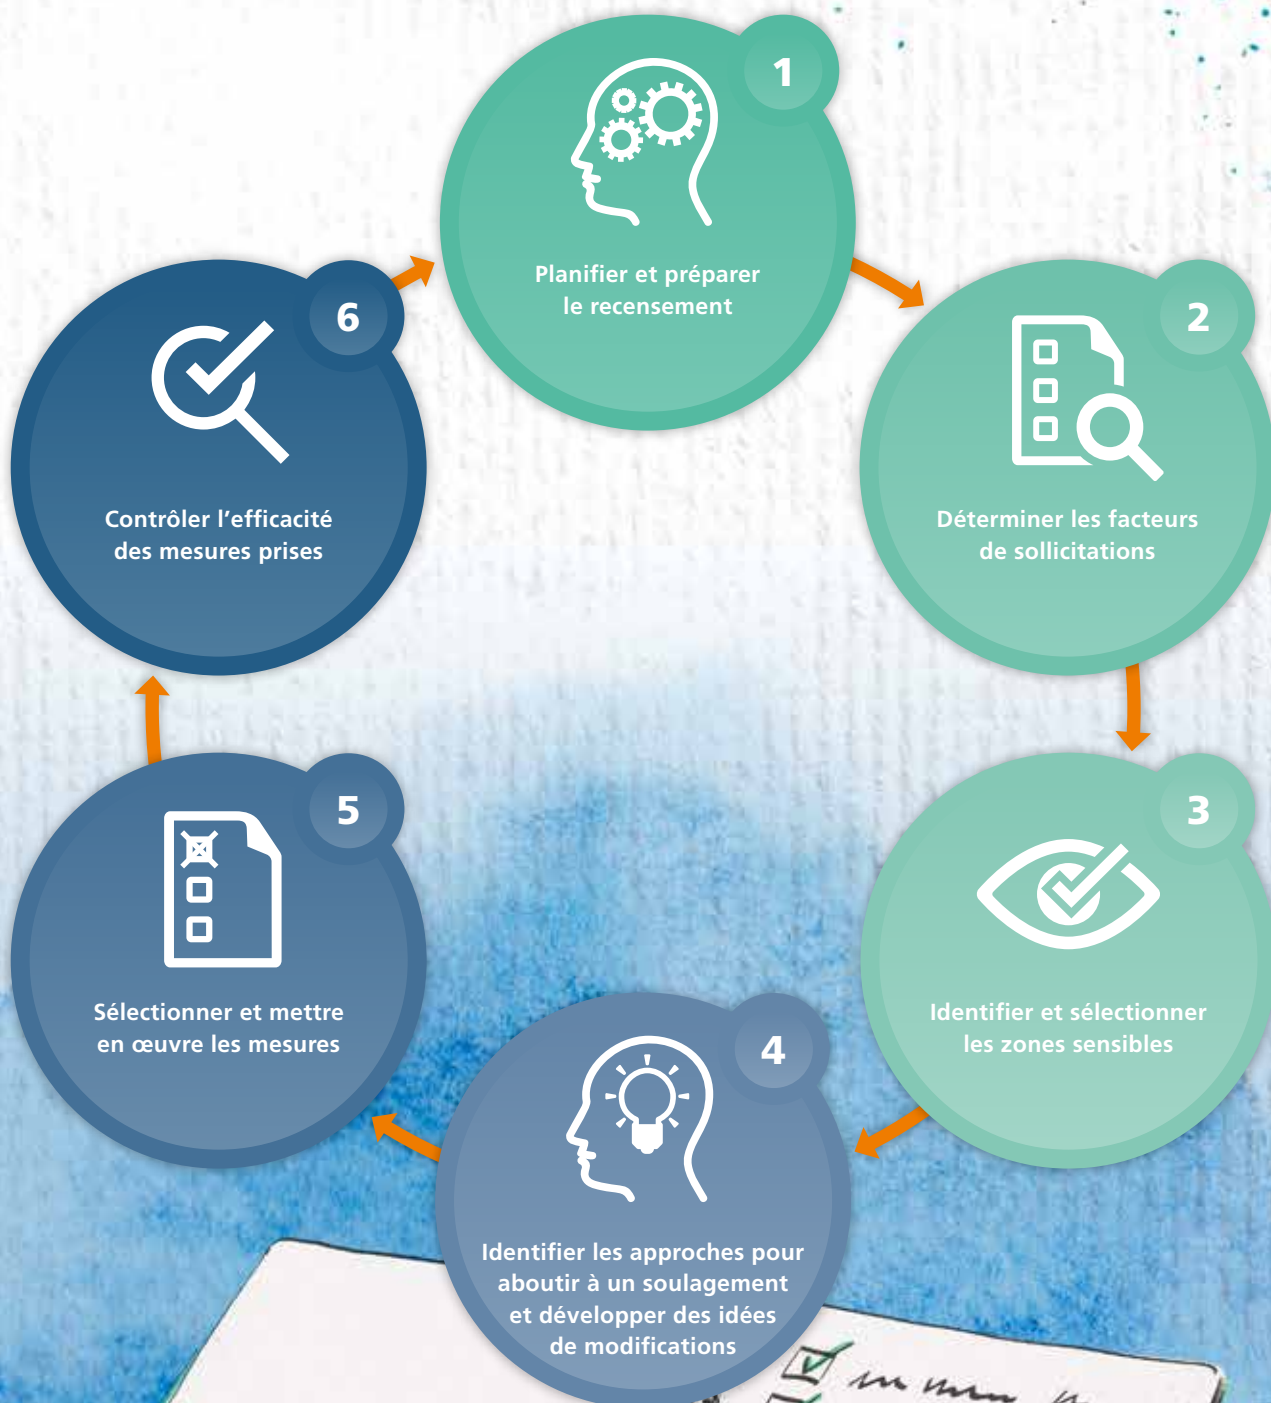 1
Planifier et préparer
le recensement
2
Déterminer les facteurs
de sollicitations
3
Identifier et sélectionner
les zones sensibles
4
Identifier les approches pour
aboutir à un soulagement
et développer des idées
de modifications
5
Sélectionner et mettre
en œuvre les mesures
6
Contrôler l’efficacité
des mesures prises